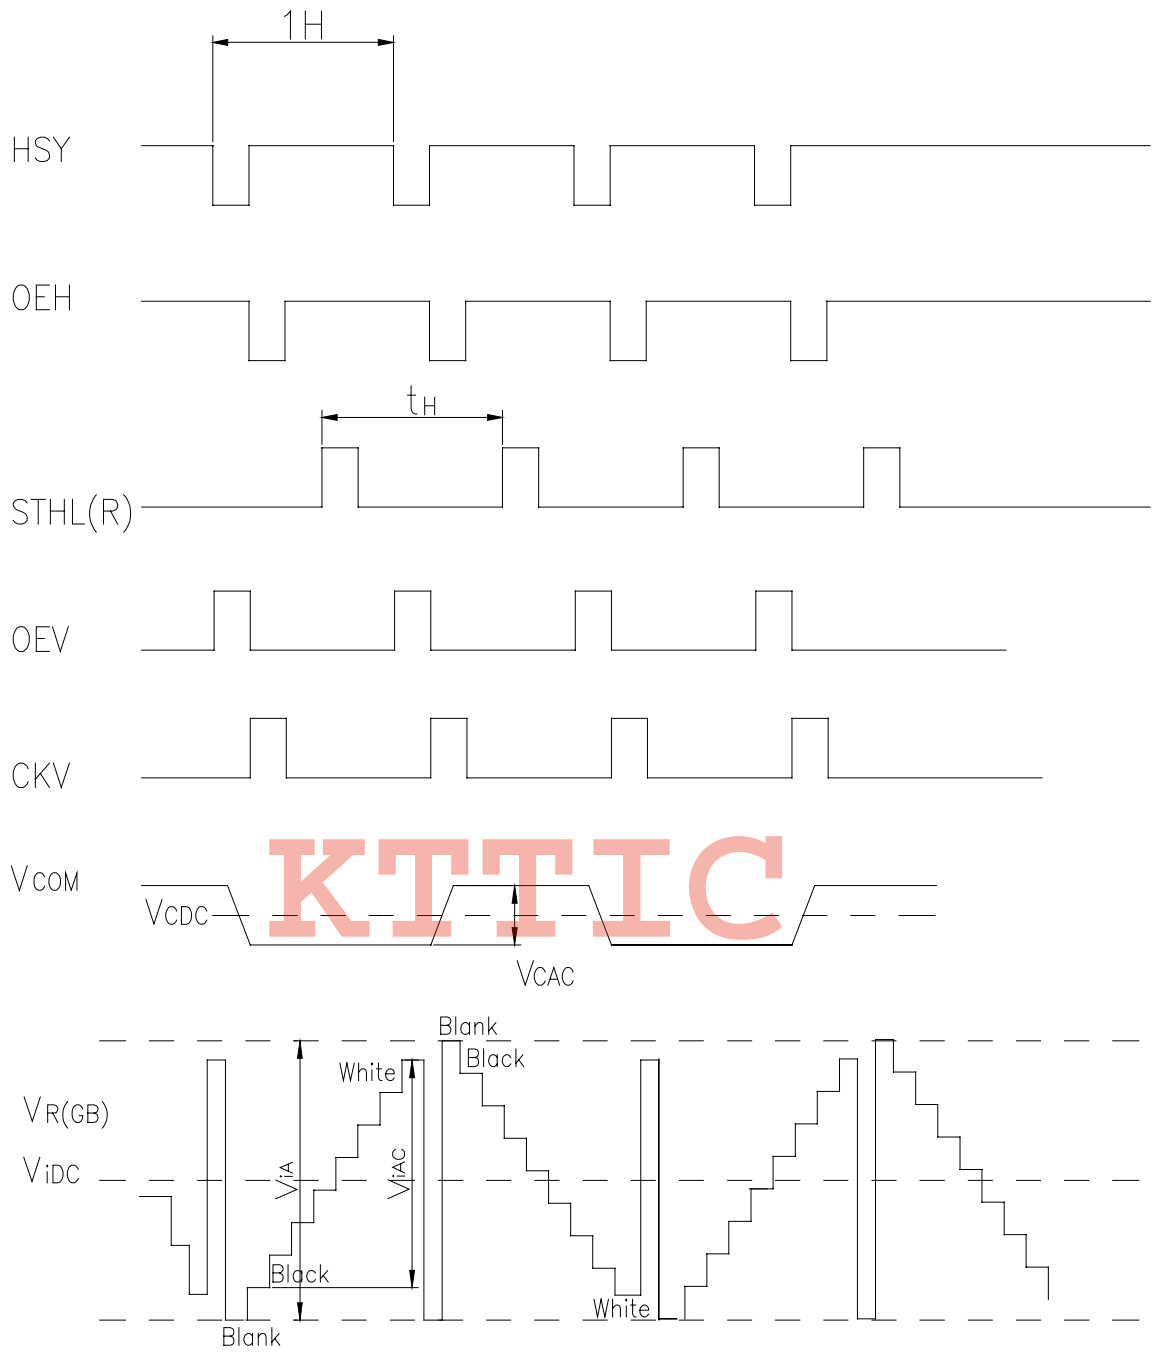 1H
HSY
OEH
tH
STHL(R)
OEV
CKV
KTTIC
VCOM
VCDC
VCAC
Blank
Black
White
VR(GB)
ViDC
ViA
ViAC
Black
White
Blank